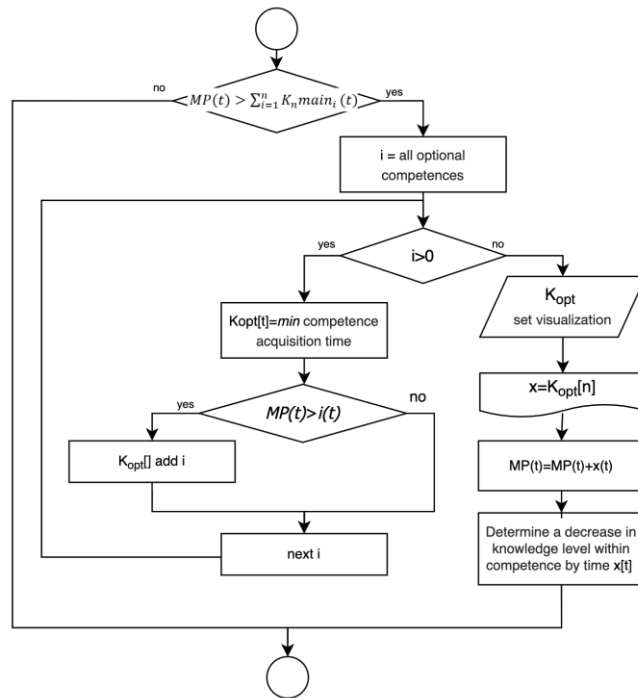 no
MP(t) > ∑ⁿᵢ₌₁ Kₙmainᵢ (t)
yes
i = all optional
competences
yes
i>0
no
Kopt
set visualization
Kopt[t]=min competence
acquisition time
x=Kopt[n]
yes
MP(t)>i(t)
no
Kopt[] add i
MP(t)=MP(t)+x(t)
Determine a decrease in
knowledge level within
competence by time x[t]
next i